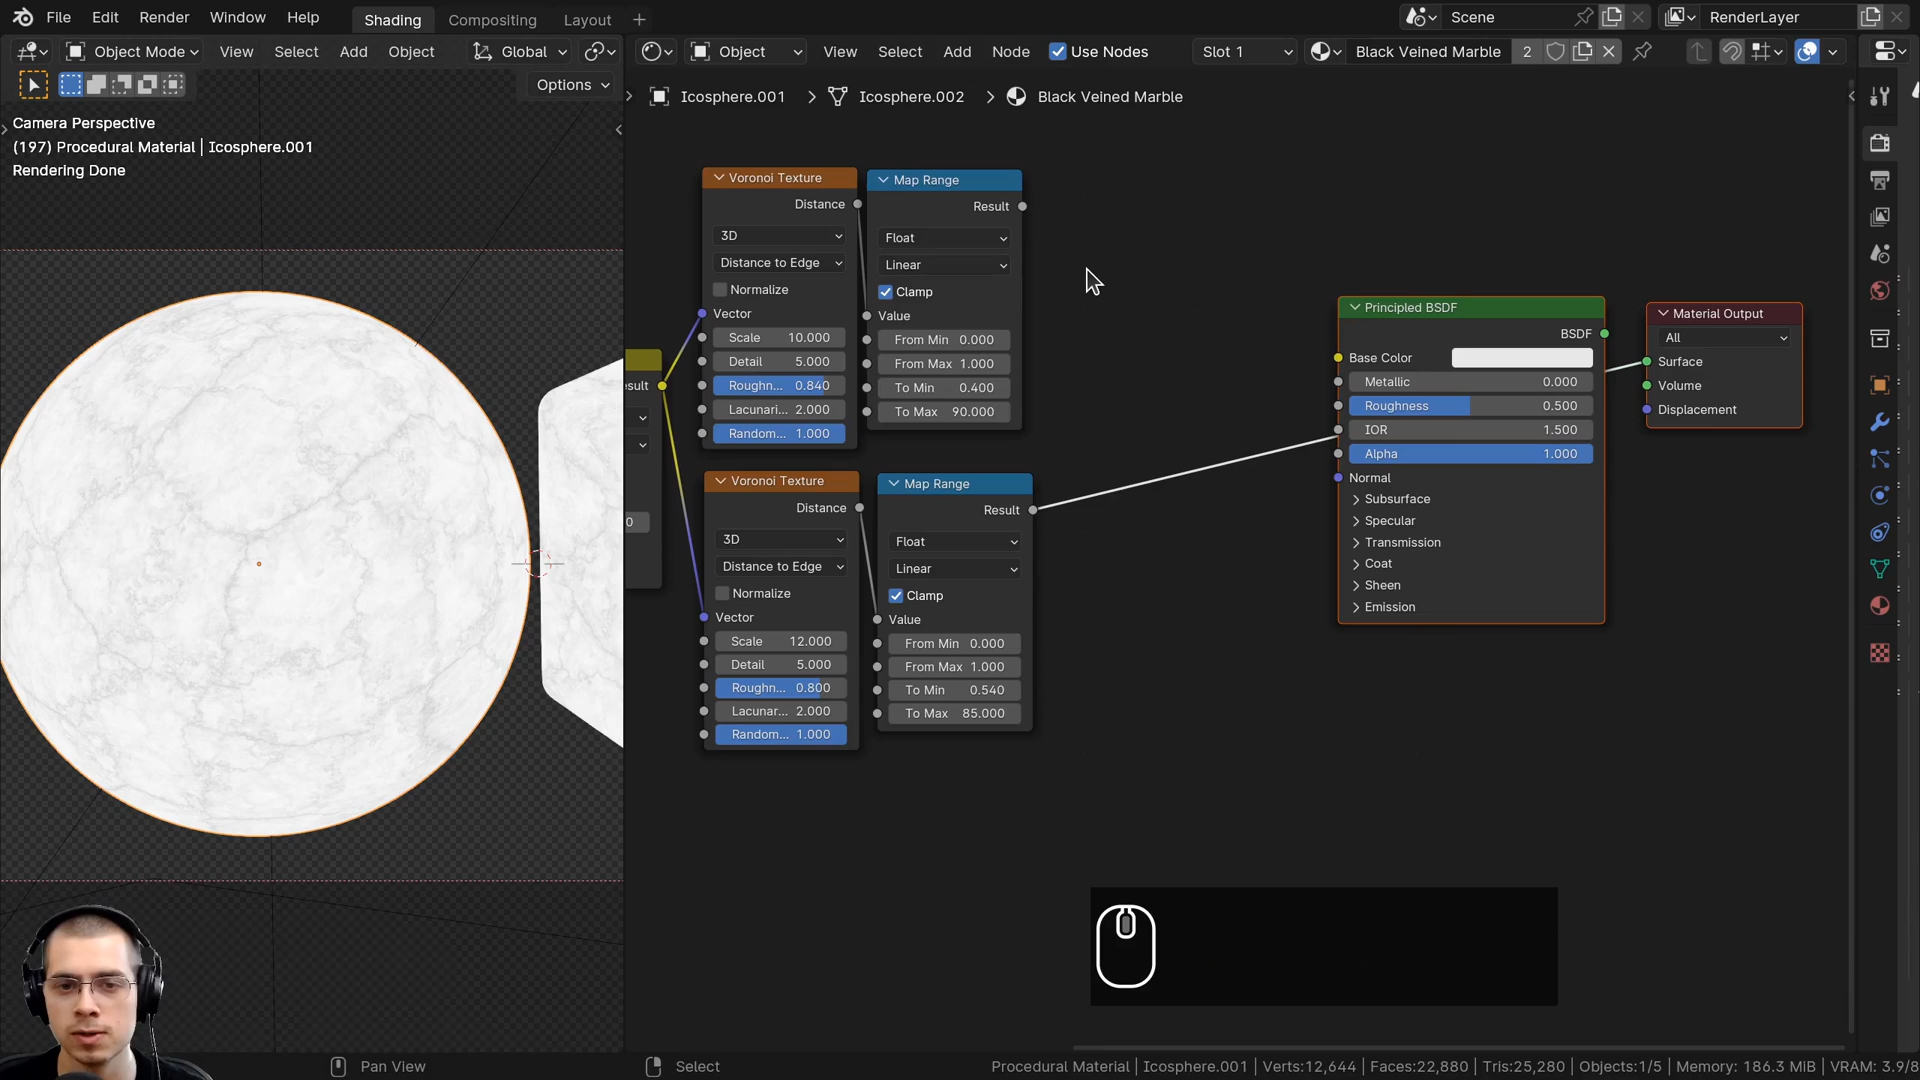 File Edit Render Window Help Shading Compositing Layout Scene RenderLayer
Object Mode View Select Add Object Global Object View Select Add Node Use Nodes Slot 1 Black Veined Marble 2
Options
Icosphere.001 Icosphere.002 Black Veined Marble
Camera Perspective
(197) Procedural Material | Icosphere.001
Rendering Done
Voronoi Texture
Distance
3D
Distance to Edge
Normalize
Vector
Scale 10.000
Detail 5.000
Roughn... 0.840
Lacunari... 2.000
Random... 1.000
Map Range
Result
Float
Linear
Clamp
Value
From Min 0.000
From Max 1.000
To Min 0.400
To Max 90.000
esult
0
Voronoi Texture
Distance
3D
Distance to Edge
Normalize
Vector
Scale 12.000
Detail 5.000
Roughn... 0.800
Lacunar... 2.000
Random... 1.000
Map Range
Result
Float
Linear
Clamp
Value
From Min 0.000
From Max 1.000
To Min 0.540
To Max 85.000
Principled BSDF
BSDF
Base Color
Metallic 0.000
Roughness 0.500
IOR 1.500
Alpha 1.000
Normal
Subsurface
Specular
Transmission
Coat
Sheen
Emission
Material Output
All
Surface
Volume
Displacement
Pan View Select Procedural Material | Icosphere.001 | Verts:12,644 | Faces:22,880 | Tris:25,280 | Objects:1/5 | Memory: 186.3 MiB | VRAM: 3.9/8